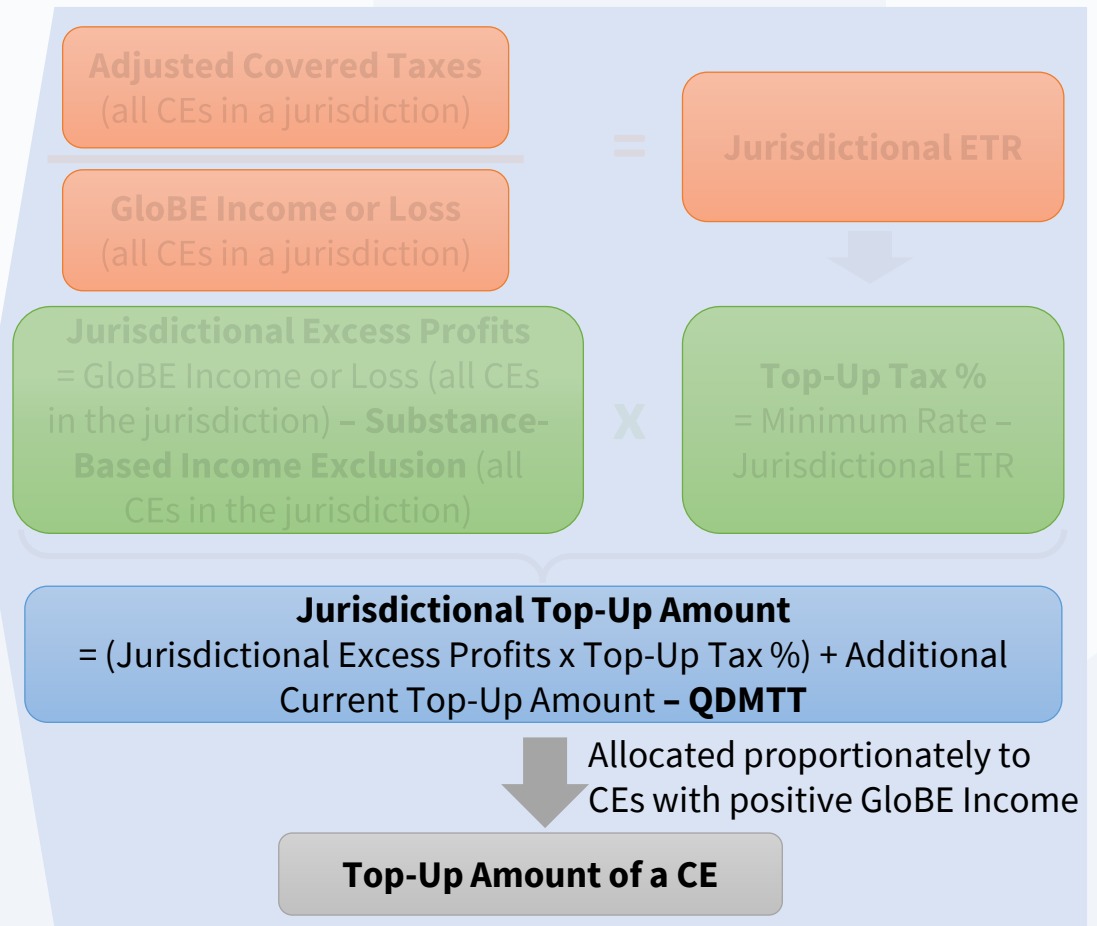 Adjusted Covered Taxes
(all CEs in a jurisdiction)
=
Jurisdictional ETR
GloBE Income or Loss
(all CEs in a jurisdiction)
Jurisdictional Excess Profits
= GloBE Income or Loss (all CEs
in the jurisdiction) – Substance-
Based Income Exclusion (all
CEs in the jurisdiction)
x
Top-Up Tax %
= Minimum Rate –
Jurisdictional ETR
Jurisdictional Top-Up Amount
= (Jurisdictional Excess Profits x Top-Up Tax %) + Additional
Current Top-Up Amount – QDMTT
Allocated proportionately to
CEs with positive GloBE Income
Top-Up Amount of a CE